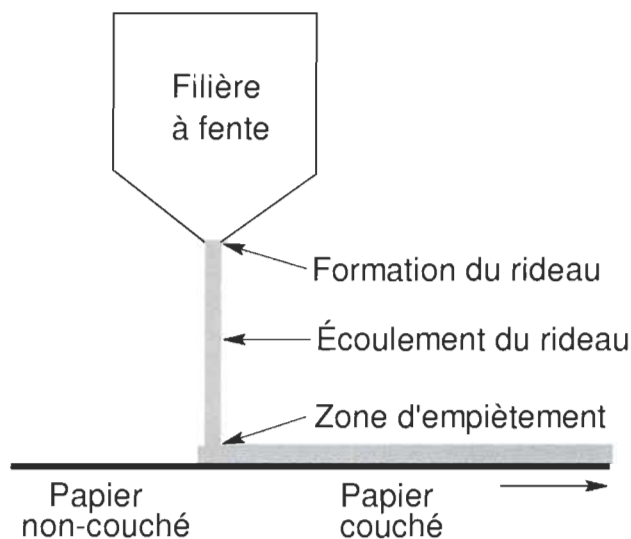 Filière
à fente
Formation du rideau
Écoulement du rideau
Zone d'empiètement
Papier
non-couché
Papier
couché